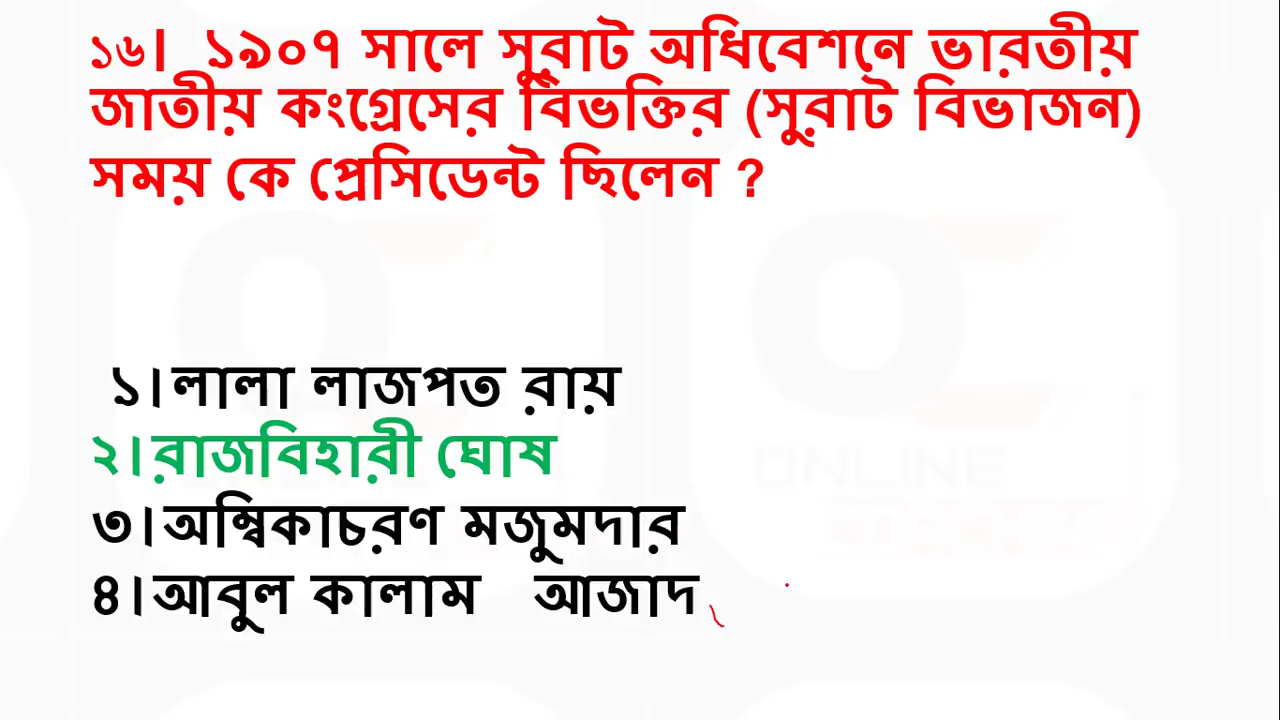 ১৬। ১৯০৭ সালে সুরাট অধিবেশনে ভারতীয়
জাতীয় কংগ্রেসের বিভক্তির (সুরাট বিভাজন)
সময় কে প্রেসিডেন্ট ছিলেন ?
১।লালা লাজপত রায়
২।রাজবিহারী ঘোষ
৩।অম্বিকাচরণ মজুমদার
৪।আবুল কালাম আজাদ
ONLINE